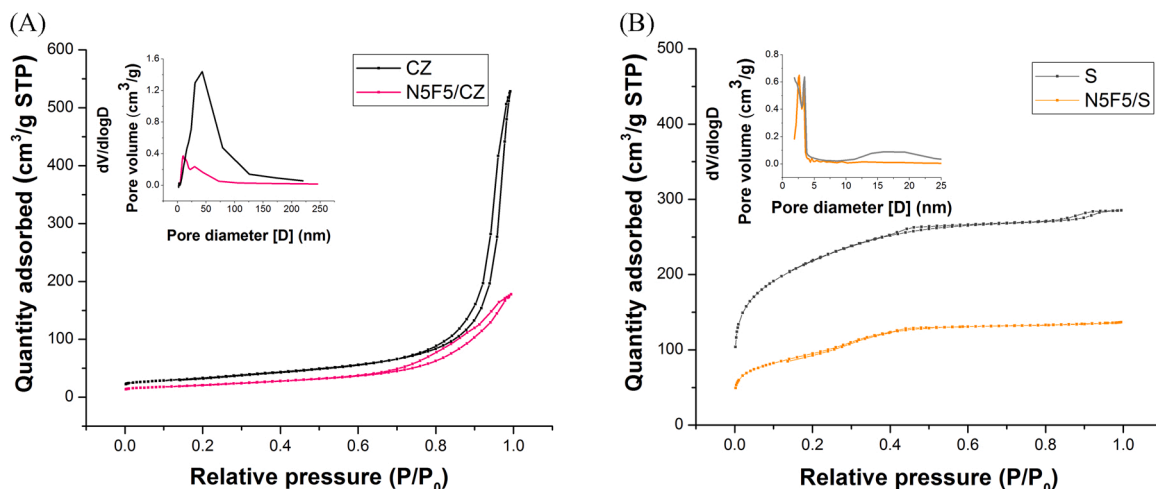 (A)
600
500
400
300
200
100
0
Quantity adsorbed (cm³/g STP)
0.0 0.2 0.4 0.6 0.8 1.0
Relative pressure (P/P₀)
CZ
N5F5/CZ
dV/dlogD
Pore volume (cm³/g)
1.6
1.2
0.8
0.4
0.0
0 50 100 150 200 250
Pore diameter [D] (nm)
(B)
500
400
300
200
100
0
Quantity adsorbed (cm³/g STP)
0.0 0.2 0.4 0.6 0.8 1.0
Relative pressure (P/P₀)
S
N5F5/S
dV/dlogD
Pore volume (cm³/g)
0.8
0.6
0.4
0.2
0.0
0 5 10 15 20 25
Pore diameter [D] (nm)